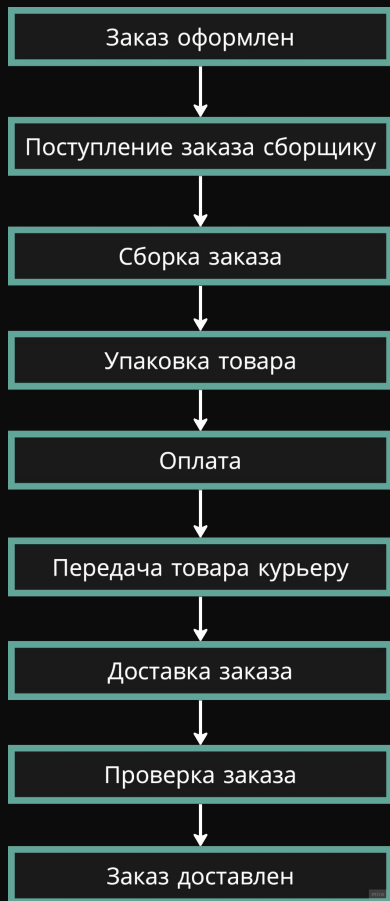 Заказ оформлен
Поступление заказа сборщику
Сборка заказа
Упаковка товара
Оплата
Передача товара курьеру
Доставка заказа
Проверка заказа
Заказ доставлен